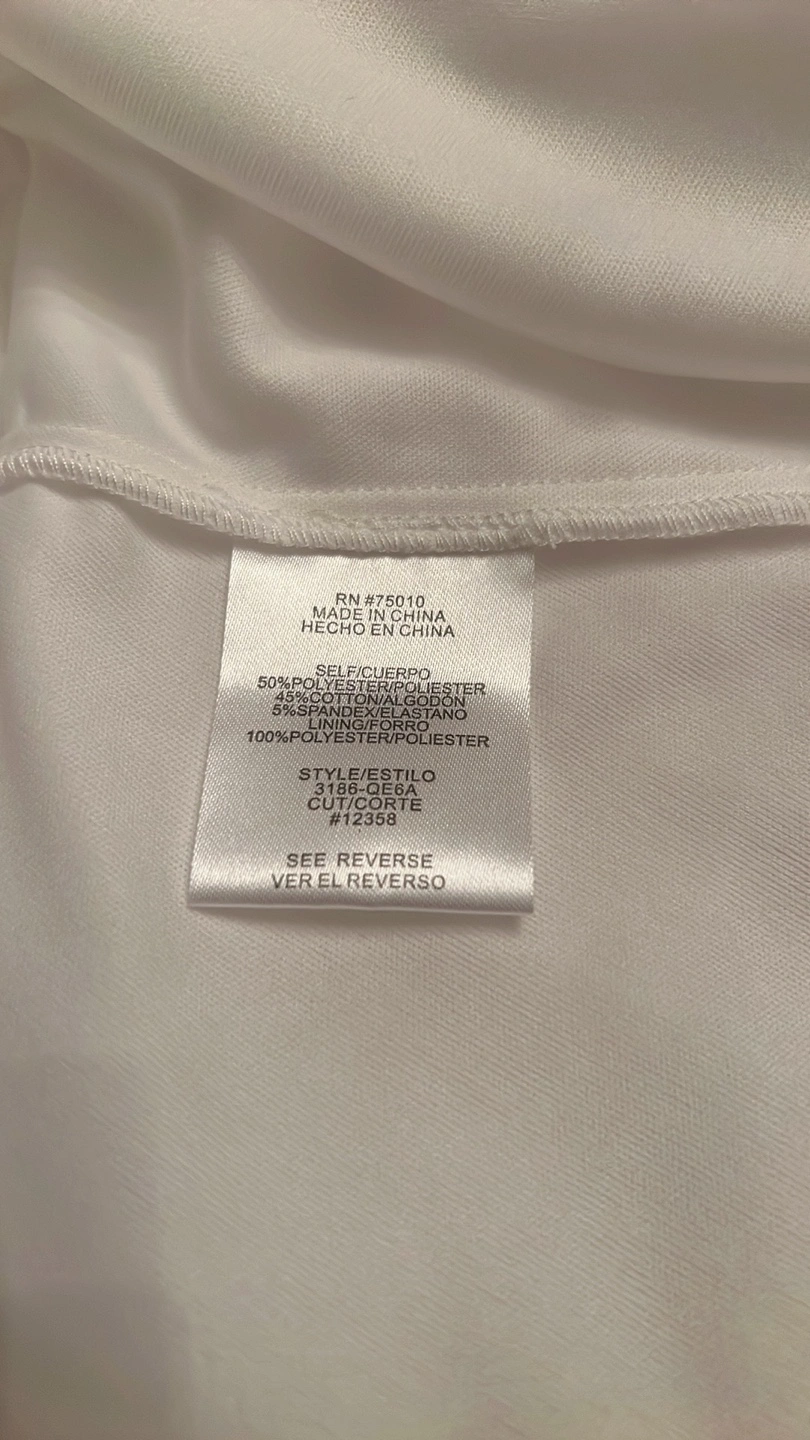 RN #75010
MADE IN CHINA
HECHO EN CHINA
SELF/CUERPO
50%POLYESTER/POLIESTER
45%COTTON/ALGODÓN
5%SPANDEX/ELASTANO
LINING/FORRO
100%POLYESTER/POLIESTER
STYLE/ESTILO
3186-QE6A
CUT/CORTE
#12358
SEE REVERSE
VER EL REVERSO